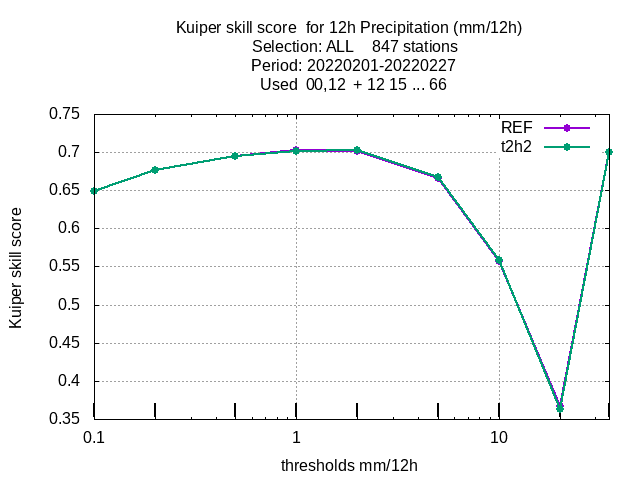 Kuiper skill score  for 12h Precipitation (mm/12h)
Selection: ALL    847 stations
Period: 20220201-20220227
Used  00,12  + 12 15 ... 66
0.75
0.7
0.65
0.6
0.55
0.5
0.45
0.4
0.35
Kuiper skill score
REF
t2h2
0.1 1 10
thresholds mm/12h